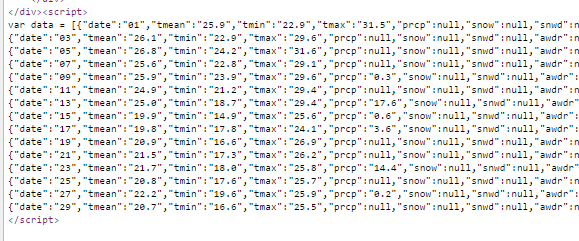 </div><script>
var data = [{"date":"01","tmean":"25.9","tmin":"22.9","tmax":"31.5","prcp":null,"snow":null,"snwd":n
{"date":"03","tmean":"26.1","tmin":"22.9","tmax":"29.6","prcp":null,"snow":null,"snwd":null,"awdr":n
{"date":"05","tmean":"26.8","tmin":"24.2","tmax":"31.6","prcp":null,"snow":null,"snwd":null,"awdr":n
{"date":"07","tmean":"25.6","tmin":"22.8","tmax":"29.1","prcp":null,"snow":null,"snwd":null,"awdr":n
{"date":"09","tmean":"25.9","tmin":"23.9","tmax":"29.6","prcp":"0.3","snow":null,"snwd":null,"awdr":
{"date":"11","tmean":"24.9","tmin":"21.2","tmax":"29.4","prcp":null,"snow":null,"snwd":null,"awdr":n
{"date":"13","tmean":"25.0","tmin":"18.7","tmax":"29.4","prcp":"17.6","snow":null,"snwd":null,"awdr"
{"date":"15","tmean":"19.9","tmin":"14.9","tmax":"25.6","prcp":"0.6","snow":null,"snwd":null,"awdr":
{"date":"17","tmean":"19.8","tmin":"17.8","tmax":"24.1","prcp":"3.6","snow":null,"snwd":null,"awdr":
{"date":"19","tmean":"20.9","tmin":"16.6","tmax":"26.9","prcp":null,"snow":null,"snwd":null,"awdr":n
{"date":"21","tmean":"21.5","tmin":"17.3","tmax":"26.2","prcp":null,"snow":null,"snwd":null,"awdr":n
{"date":"23","tmean":"21.7","tmin":"18.0","tmax":"25.8","prcp":"14.4","snow":null,"snwd":null,"awdr"
{"date":"25","tmean":"20.8","tmin":"17.6","tmax":"25.7","prcp":null,"snow":null,"snwd":null,"awdr":n
{"date":"27","tmean":"22.2","tmin":"19.6","tmax":"25.9","prcp":"0.2","snow":null,"snwd":null,"awdr":
{"date":"29","tmean":"20.7","tmin":"16.6","tmax":"25.5","prcp":null,"snow":null,"snwd":null,"awdr":n
</script>